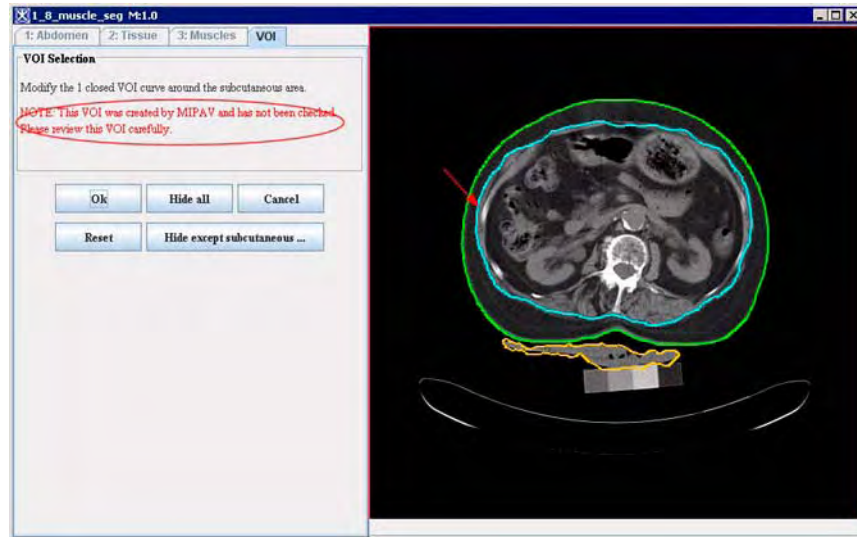 1_8_muscle_seg M:1.0
1: Abdomen 2: Tissue 3: Muscles VOI
VOI Selection
Modify the 1 closed VOI curve around the subcutaneous area.
NOTE: This VOI was created by MIPAV and has not been checked.
Please review this VOI carefully.
Ok Hide all Cancel
Reset Hide except subcutaneous ...